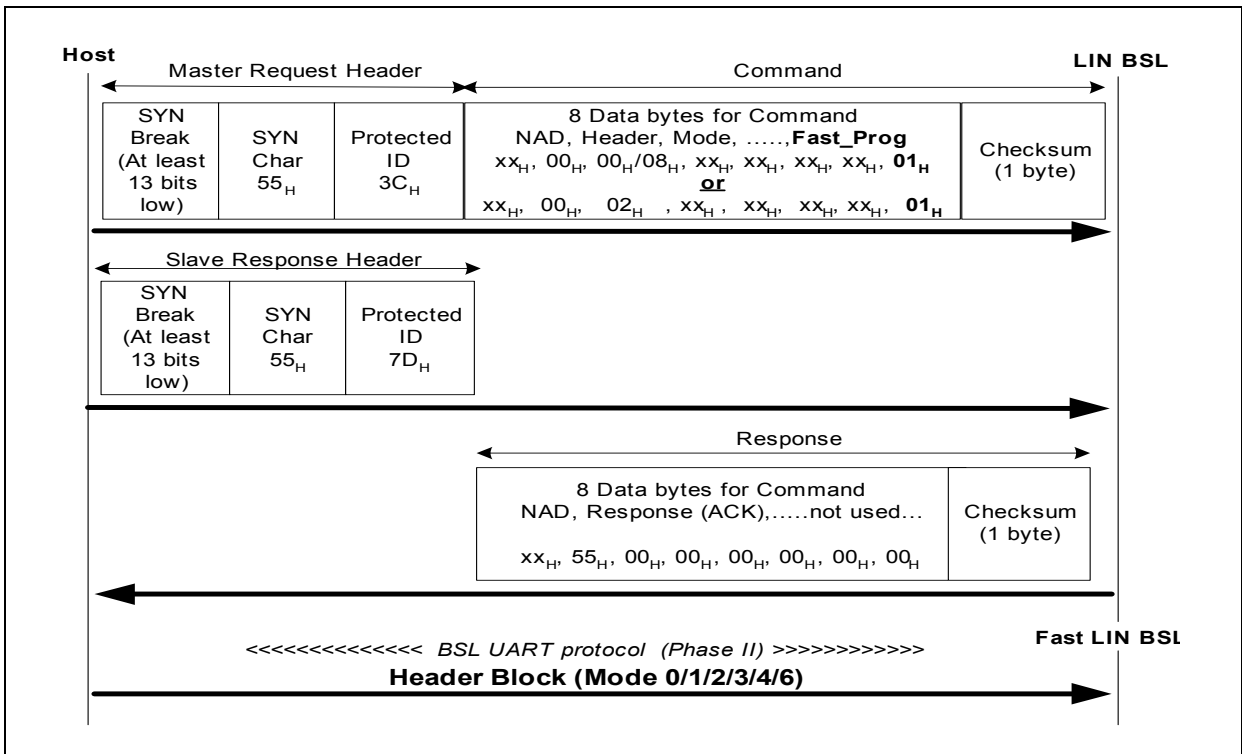 Host
LIN BSL
Master Request Header
Command
SYN
Break
(At least
13 bits
low)
SYN
Char
55H
Protected
ID
3CH
8 Data bytes for Command
NAD, Header, Mode, .....,Fast_Prog
xxH, 00H, 00H/08H, xxH, xxH, xxH, xxH, 01H
or
xxH, 00H, 02H , xxH , xxH, xxH, xxH, 01H
Checksum
(1 byte)
Slave Response Header
SYN
Break
(At least
13 bits
low)
SYN
Char
55H
Protected
ID
7DH
Response
8 Data bytes for Command
NAD, Response (ACK),.....not used...
xxH, 55H, 00H, 00H, 00H, 00H, 00H, 00H
Checksum
(1 byte)
Fast LIN BSL
<<<<<<<<<<<<<< BSL UART protocol (Phase II) >>>>>>>>>>>>
Header Block (Mode 0/1/2/3/4/6)